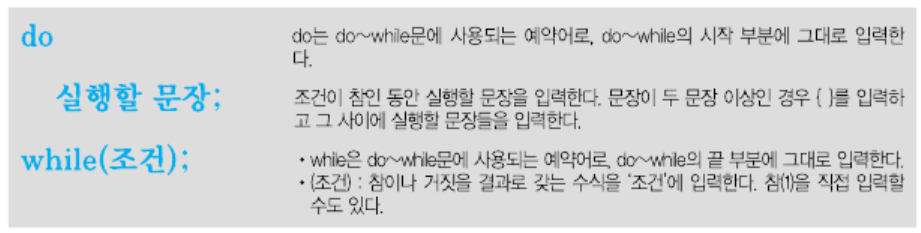 do
do는 do~while문에 사용되는 예약어로, do~while의 시작 부분에 그대로 입력한
다.
실행할 문장;
조건이 참인 동안 실행할 문장을 입력한다. 문장이 두 문장 이상인 경우 { }를 입력하
고 그 사이에 실행할 문장들을 입력한다.
while(조건);
• while은 do~while문에 사용되는 예약어로, do~while의 끝 부분에 그대로 입력한다.
• (조건) : 참이나 거짓을 결과로 갖는 수식을 '조건'에 입력한다. 참(1)을 직접 입력할
수도 있다.